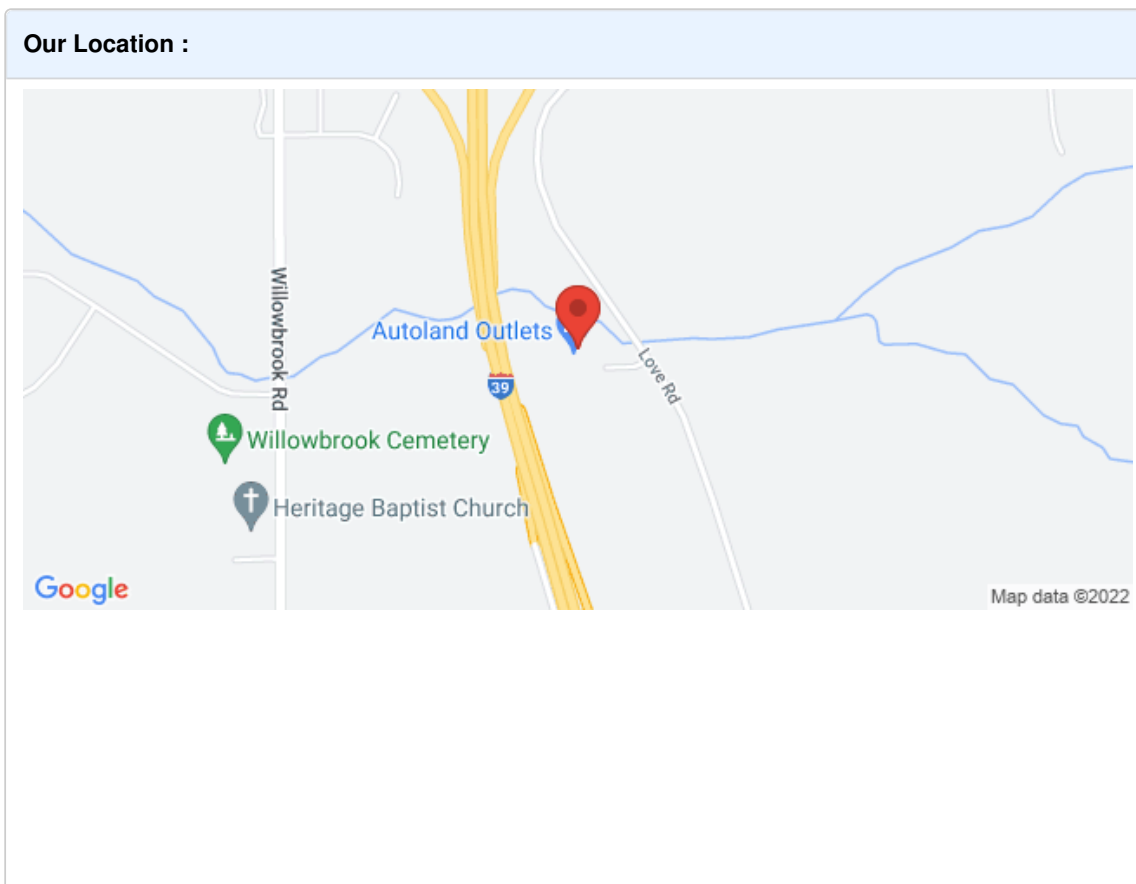 Our Location :
Willowbrook Rd
Autoland Outlets
39
Love Rd
Willowbrook Cemetery
Heritage Baptist Church
Google
Map data ©2022